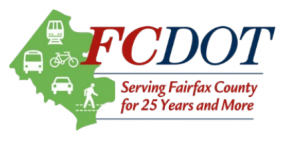 FCDOT
Serving Fairfax County
for 25 Years and More